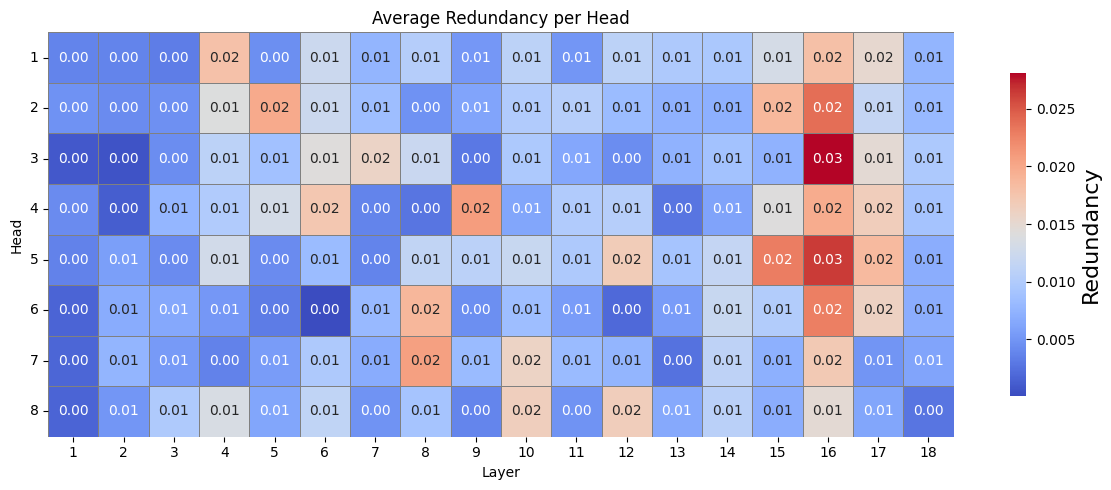 Average Redundancy per Head
1 0.00 0.00 0.00 0.02 0.00 0.01 0.01 0.01 0.01 0.01 0.01 0.01 0.01 0.01 0.01 0.02 0.02 0.01
2 0.00 0.00 0.00 0.01 0.02 0.01 0.01 0.00 0.01 0.01 0.01 0.01 0.01 0.01 0.02 0.02 0.01 0.01
3 0.00 0.00 0.00 0.01 0.01 0.01 0.02 0.01 0.00 0.01 0.01 0.00 0.01 0.01 0.01 0.03 0.01 0.01
4 0.00 0.00 0.01 0.01 0.01 0.02 0.00 0.00 0.02 0.01 0.01 0.01 0.00 0.01 0.01 0.02 0.02 0.01
5 0.00 0.01 0.00 0.01 0.00 0.01 0.00 0.01 0.01 0.01 0.01 0.02 0.01 0.01 0.02 0.03 0.02 0.01
6 0.00 0.01 0.01 0.01 0.00 0.00 0.01 0.02 0.00 0.01 0.01 0.00 0.01 0.01 0.01 0.02 0.02 0.01
7 0.00 0.01 0.01 0.00 0.01 0.01 0.01 0.02 0.01 0.02 0.01 0.01 0.00 0.01 0.01 0.02 0.01 0.01
8 0.00 0.01 0.01 0.01 0.01 0.01 0.00 0.01 0.00 0.02 0.00 0.02 0.01 0.01 0.01 0.01 0.01 0.00
Head
1 2 3 4 5 6 7 8 9 10 11 12 13 14 15 16 17 18
Layer
0.025
0.020
0.015
0.010
0.005
Redundancy